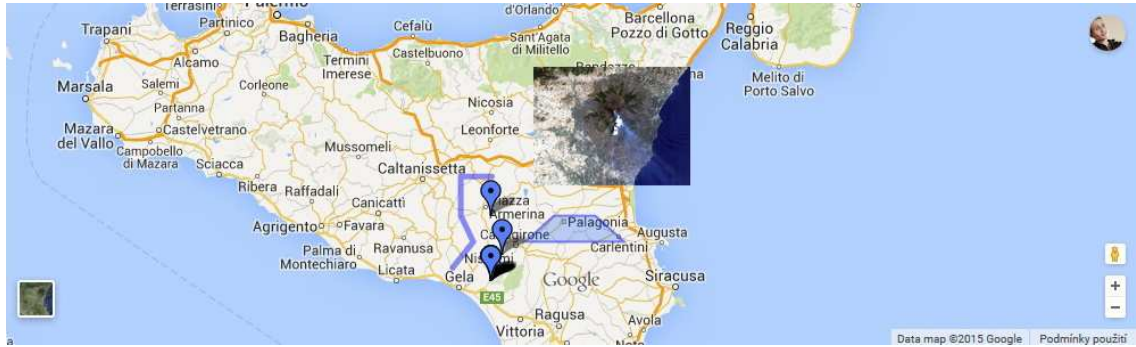 Terrasini
Palermo
d'Orlando
Barcellona
Pozzo di Gotto
Trapani
Partinico
Bagheria
Cefalù
Sant'Agata
di Militello
Reggio
Calabria
Alcamo
Termini
Imerese
Castelbuono
Randazzo
Melito di
Porto Salvo
Marsala
Salemi
Corleone
Nicosia
Partanna
Leonforte
Mazara
del Vallo
Castelvetrano
Campobello
di Mazara
Mussomeli
Sciacca
Caltanissetta
Ribera
Raffadali
Canicattì
Armerina
Agrigento
Favara
Palagonia
Ravanusa
Augusta
Carlentini
Palma di
Montechiaro
Licata
Gela
Google
Siracusa
E45
Ragusa
Avola
Vittoria
+
−
Data map ©2015 Google
Podmínky použití